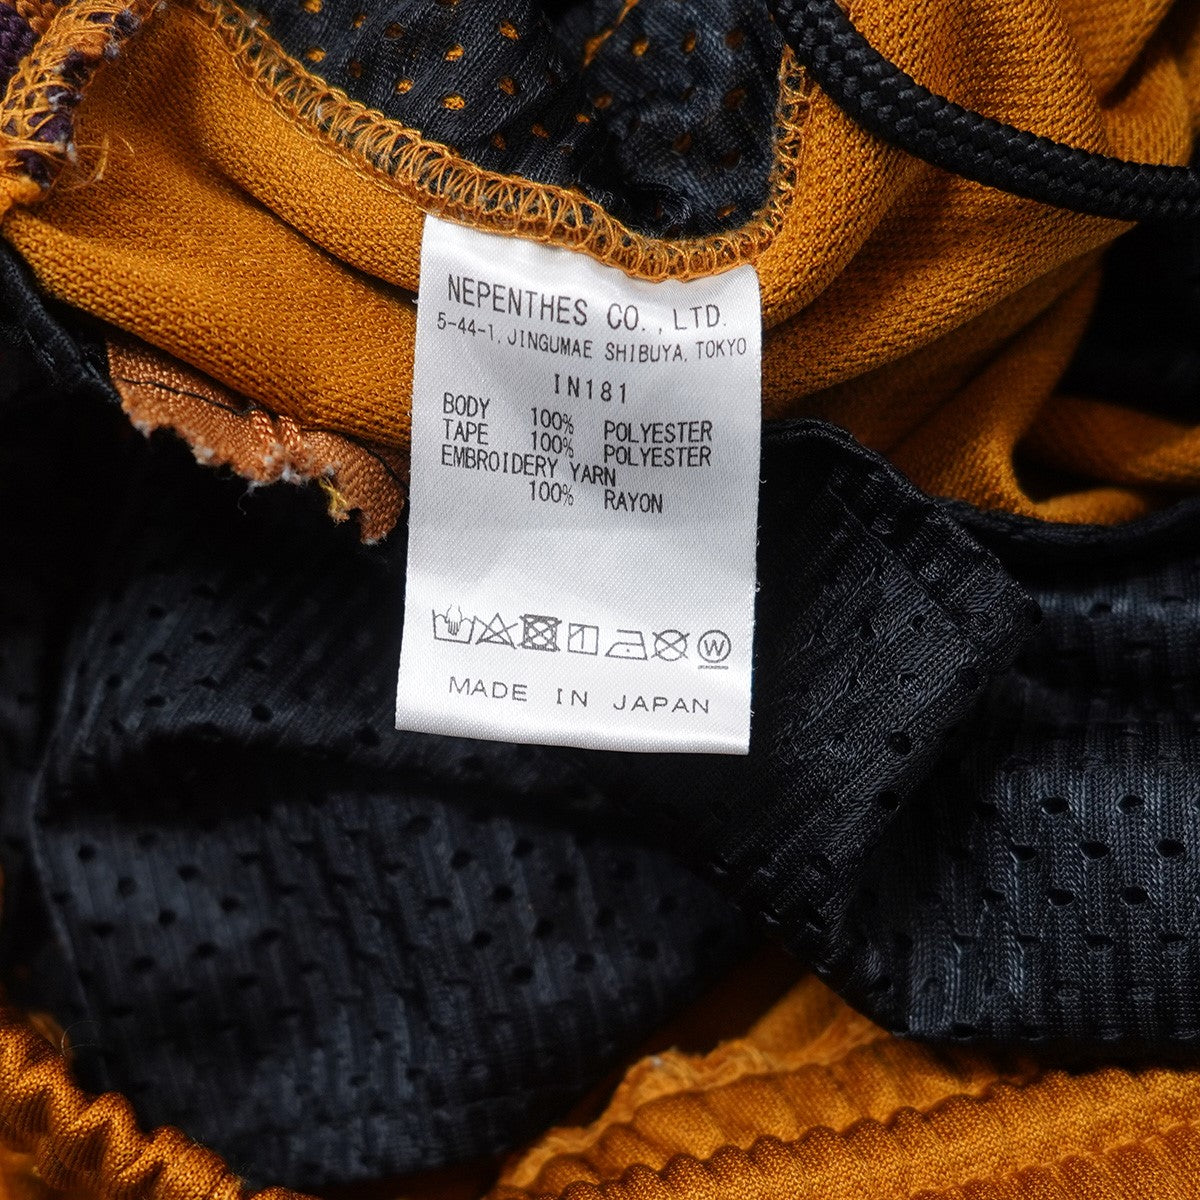 NEPENTHES CO., LTD.
5-44-1, JINGUMAE SHIBUYA, TOKYO
IN181
BODY 100% POLYESTER
TAPE 100% POLYESTER
EMBROIDERY YARN
100% RAYON
W
MADE IN JAPAN